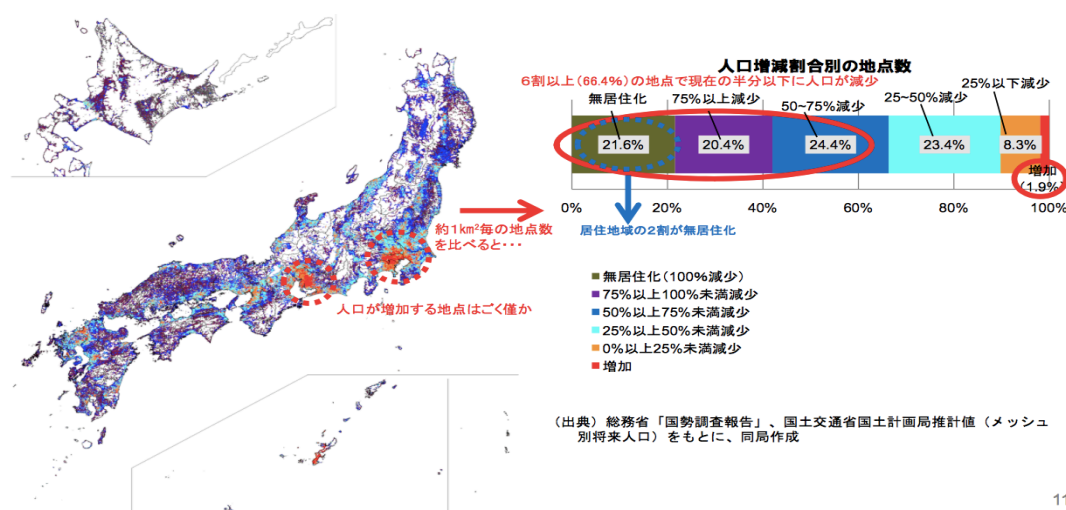 人口増減割合別の地点数
6割以上(66.4%)の地点で現在の半分以下に人口が減少
無居住化
75%以上減少
50~75%減少
25~50%減少
25%以下減少
21.6%
20.4%
24.4%
23.4%
8.3%
増加
(1.9%)
0%
20%
40%
60%
80%
100%
居住地域の2割が無居住化
約1km²毎の地点数
を比べると・・・
人口が増加する地点はごく僅か
無居住化(100%減少)
75%以上100%未満減少
50%以上75%未満減少
25%以上50%未満減少
0%以上25%未満減少
増加
(出典)総務省「国勢調査報告」、国土交通省国土計画局推計値(メッシュ
別将来人口)をもとに、同局作成
11